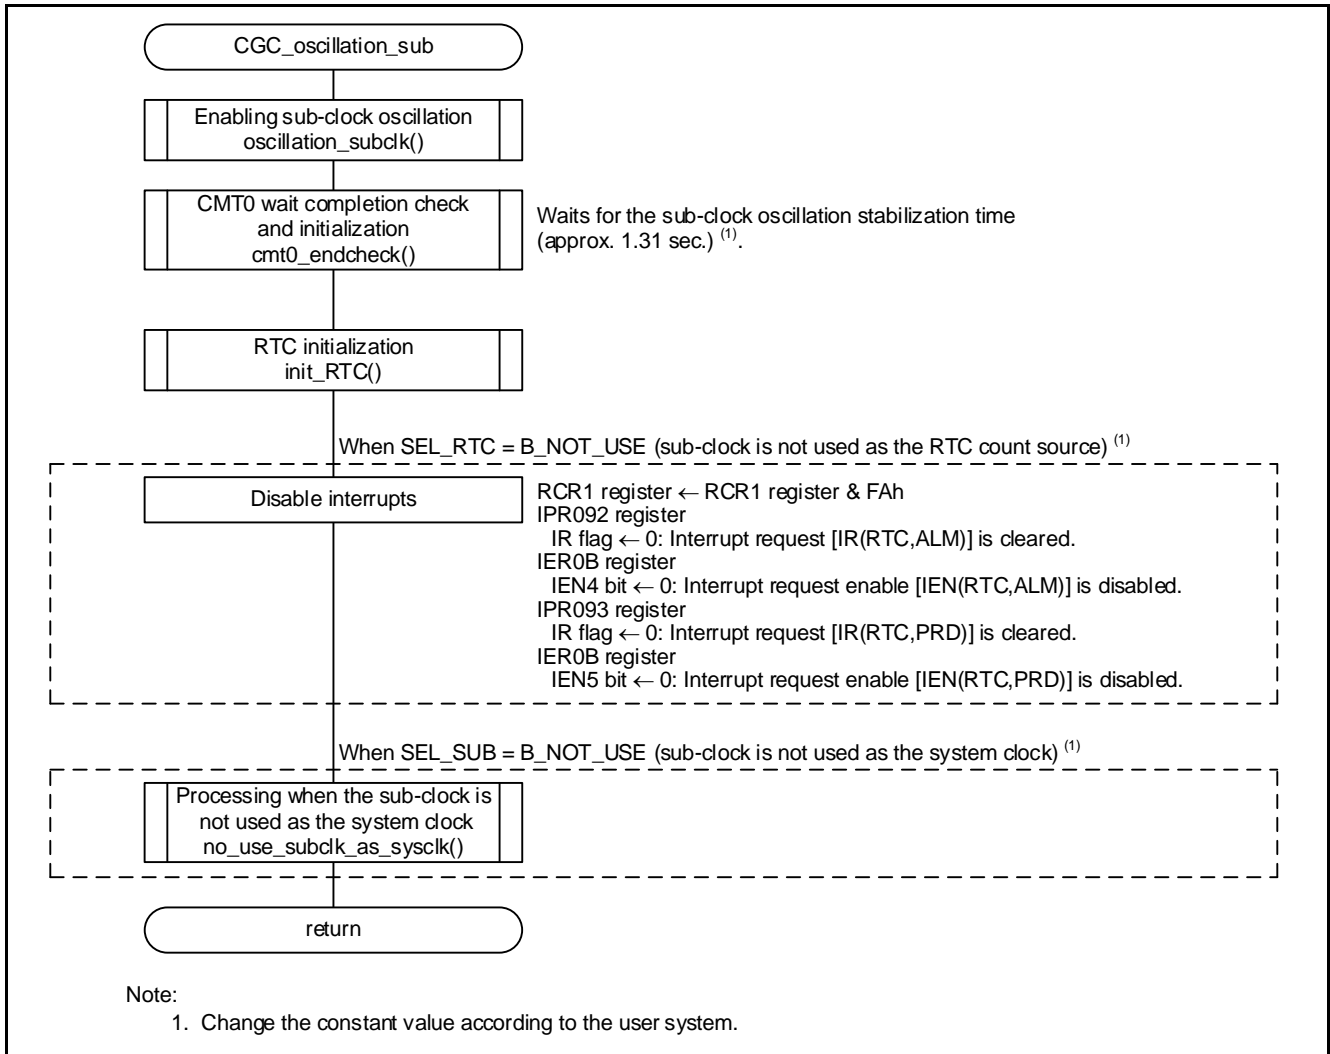 CGC_oscillation_sub
Enabling sub-clock oscillation
oscillation_subclk()
CMT0 wait completion check
and initialization
cmt0_endcheck()
Waits for the sub-clock oscillation stabilization time
(approx. 1.31 sec.) (1).
RTC initialization
init_RTC()
When SEL_RTC = B_NOT_USE (sub-clock is not used as the RTC count source) (1)
Disable interrupts
RCR1 register ← RCR1 register & FAh
IPR092 register
IR flag ← 0: Interrupt request [IR(RTC,ALM)] is cleared.
IER0B register
IEN4 bit ← 0: Interrupt request enable [IEN(RTC,ALM)] is disabled.
IPR093 register
IR flag ← 0: Interrupt request [IR(RTC,PRD)] is cleared.
IER0B register
IEN5 bit ← 0: Interrupt request enable [IEN(RTC,PRD)] is disabled.
When SEL_SUB = B_NOT_USE (sub-clock is not used as the system clock) (1)
Processing when the sub-clock is
not used as the system clock
no_use_subclk_as_sysclk()
return
Note:
1. Change the constant value according to the user system.